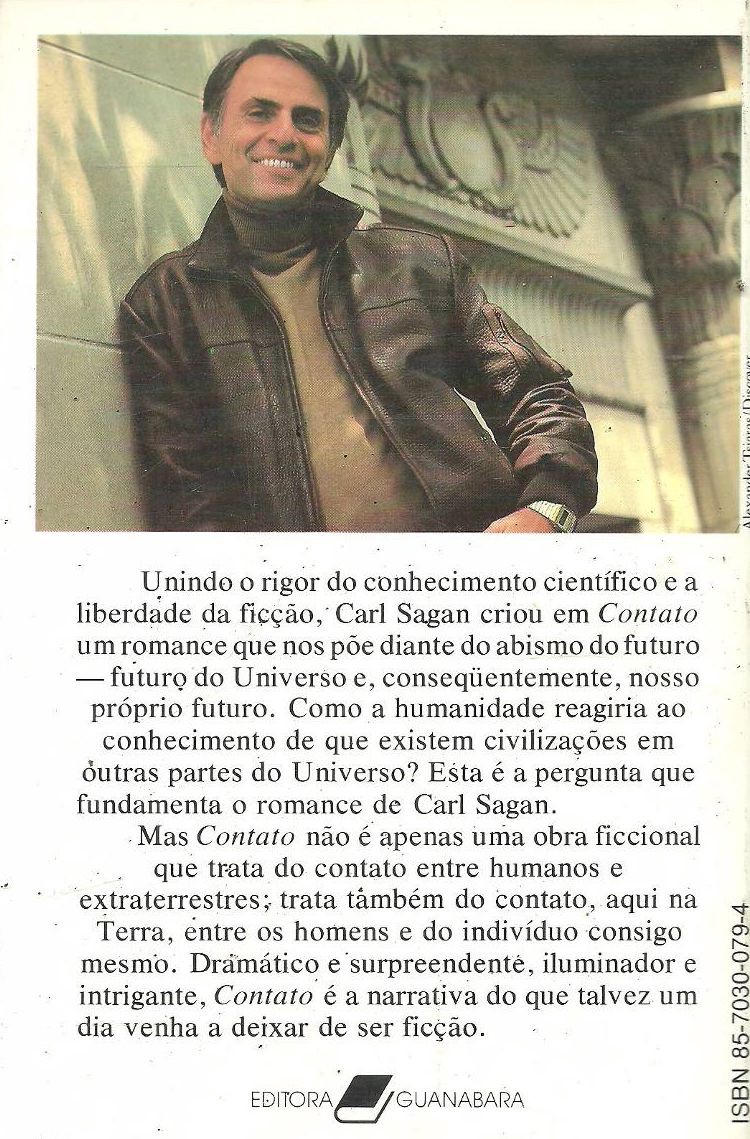 Alexander Tsiaras/Discover
Unindo o rigor do conhecimento científico e a
liberdade da ficção, Carl Sagan criou em Contato
um romance que nos põe diante do abismo do futuro
— futuro do Universo e, conseqüentemente, nosso
próprio futuro. Como a humanidade reagiria ao
conhecimento de que existem civilizações em
outras partes do Universo? Esta é a pergunta que
fundamenta o romance de Carl Sagan.
Mas Contato não é apenas uma obra ficcional
que trata do contato entre humanos e
extraterrestres; trata também do contato, aqui na
Terra, entre os homens e do indivíduo consigo
mesmo. Dramático e surpreendente, iluminador e
intrigante, Contato é a narrativa do que talvez um
dia venha a deixar de ser ficção.
EDITORA GUANABARA
ISBN 85-7030-079-4